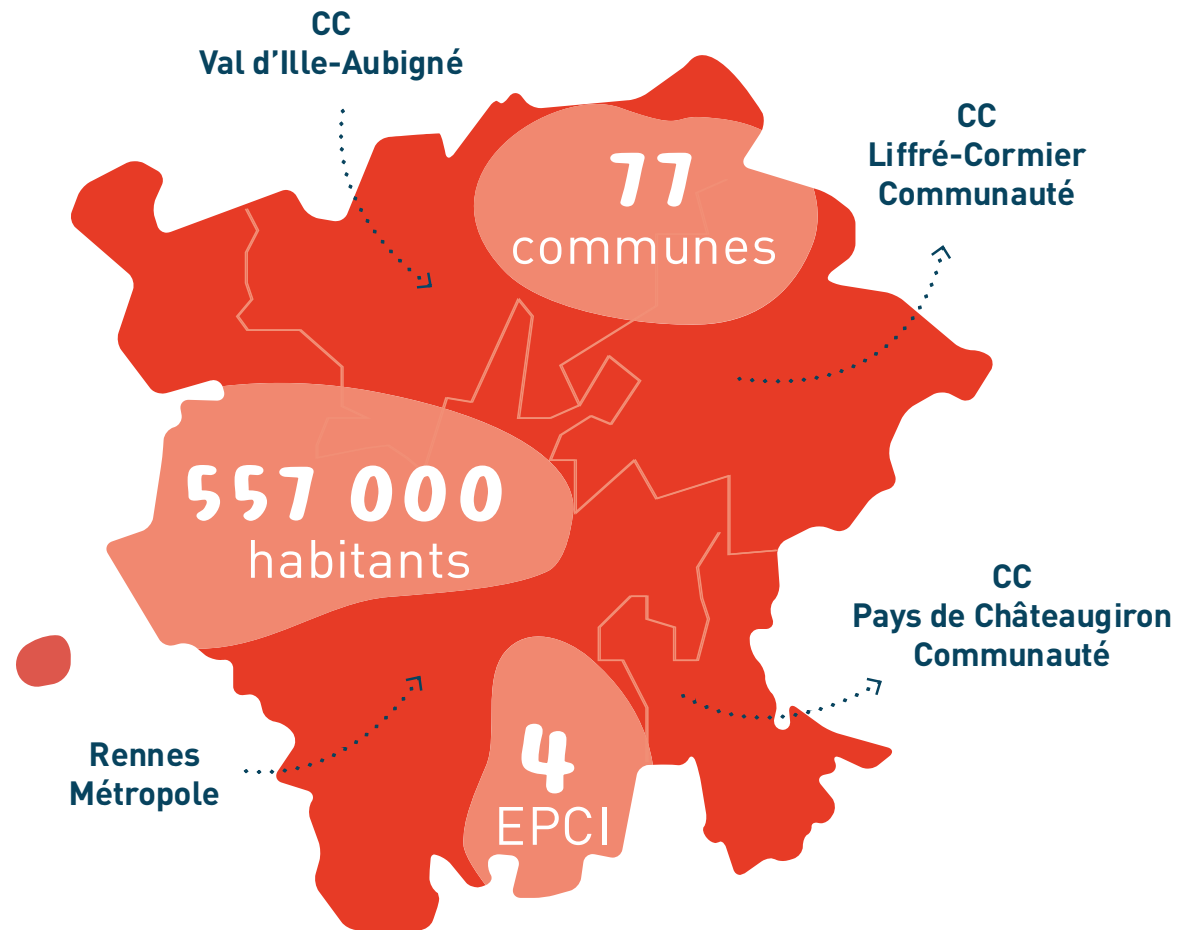 CC
Val d'Ille-Aubigné
CC
Liffré-Cormier
Communauté
77
communes
557 000
habitants
CC
Pays de Châteaugiron
Communauté
Rennes
Métropole
4
EPCI